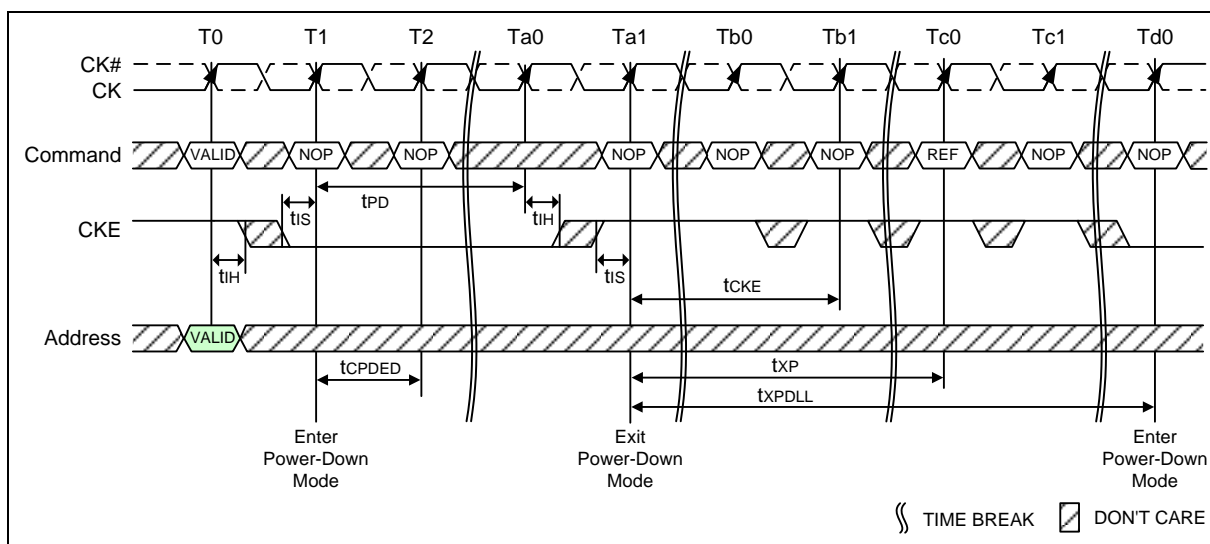 T0 T1 T2 Ta0 Ta1 Tb0 Tb1 Tc0 Tc1 Td0
CK#
CK
Command VALID NOP NOP NOP NOP NOP REF NOP NOP
tIS tPD tIH
CKE
tIH tIS
tCKE
Address VALID
tCPDED tXP
tXPDLL
Enter Power-Down Mode
Exit Power-Down Mode
Enter Power-Down Mode
TIME BREAK DON'T CARE